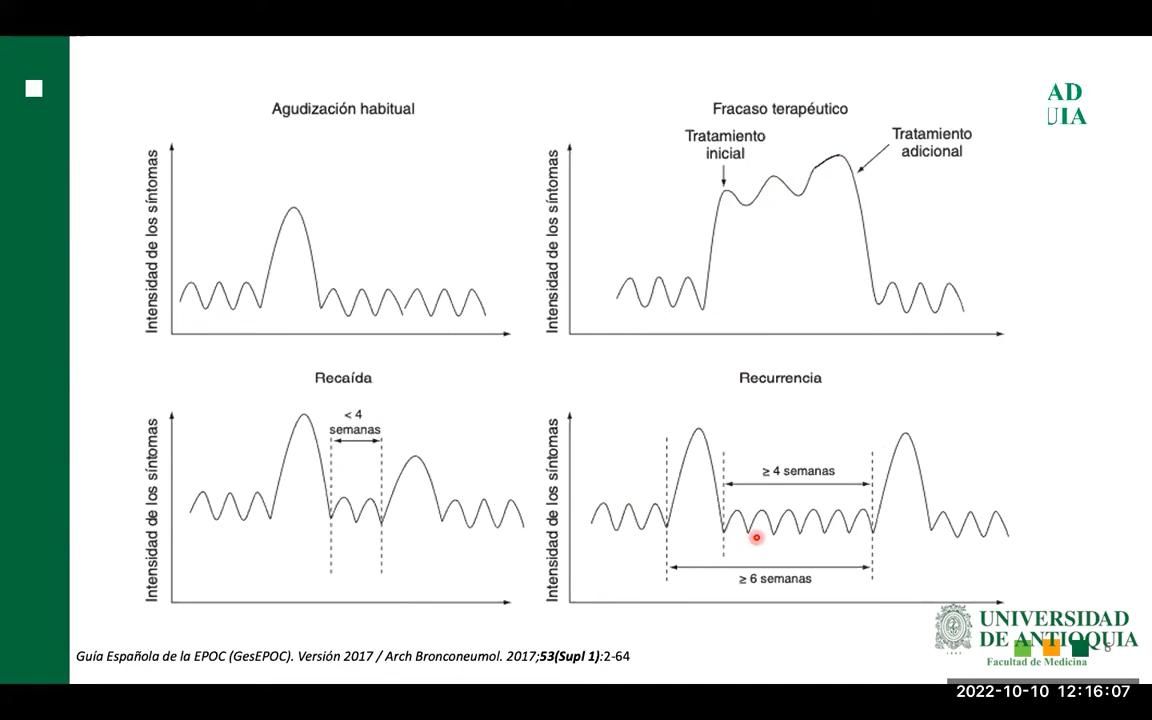 Agudización habitual
Intensidad de los síntomas
Fracaso terapéutico
Tratamiento
inicial
Tratamiento
adicional
Intensidad de los síntomas
AD
UIA
Recaída
< 4
semanas
Intensidad de los síntomas
Recurrencia
≥ 4 semanas
≥ 6 semanas
Intensidad de los síntomas
UNIVERSIDAD
DE ANTIOQUIA
Facultad de Medicina
Guía Española de la EPOC (GesEPOC). Versión 2017 / Arch Bronconeumol. 2017;53(Supl 1):2-64
2022-10-10 12:16:07